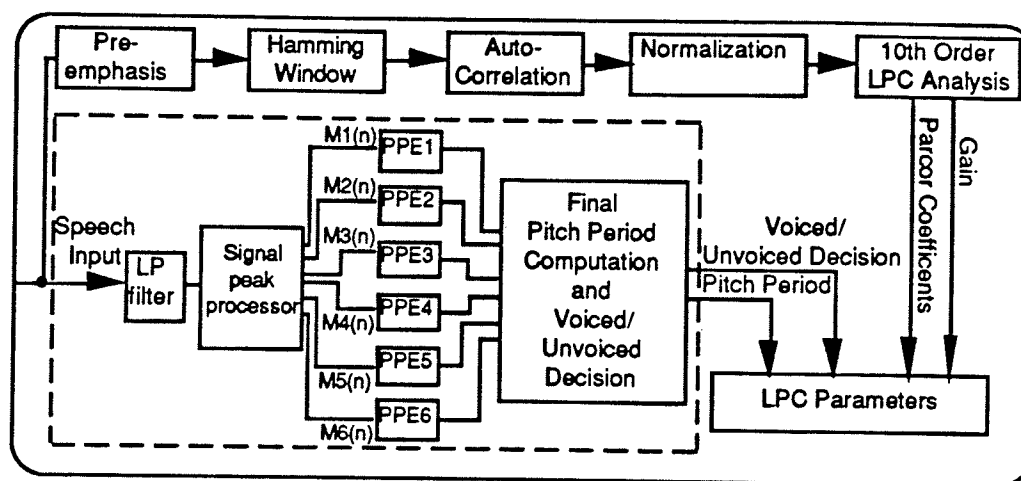 Pre-
emphasis
Hamming
Window
Auto-
Correlation
Normalization
10th Order
LPC Analysis
Parcor Coefficents
Gain
Speech
Input
LP
filter
Signal
peak
processor
M1(n)
M2(n)
M3(n)
M4(n)
M5(n)
M6(n)
PPE1
PPE2
PPE3
PPE4
PPE5
PPE6
Final
Pitch Period
Computation
and
Voiced/
Unvoiced
Decision
Voiced/
Unvoiced Decision
Pitch Period
LPC Parameters